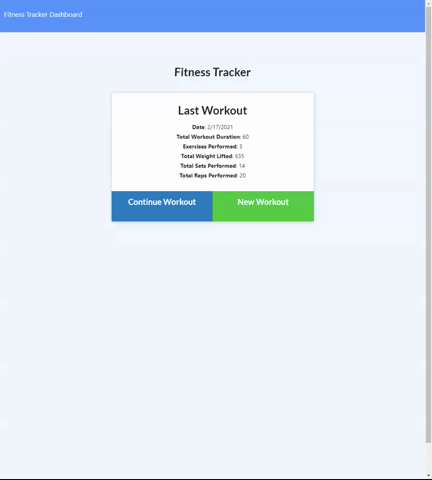 Fitness Tracker Dashboard
Fitness Tracker
Last Workout
Date: 2/17/2021
Total Workout Duration: 60
Exercises Performed: 3
Total Weight Lifted: 635
Total Sets Performed: 14
Total Reps Performed: 20
Continue Workout
New Workout